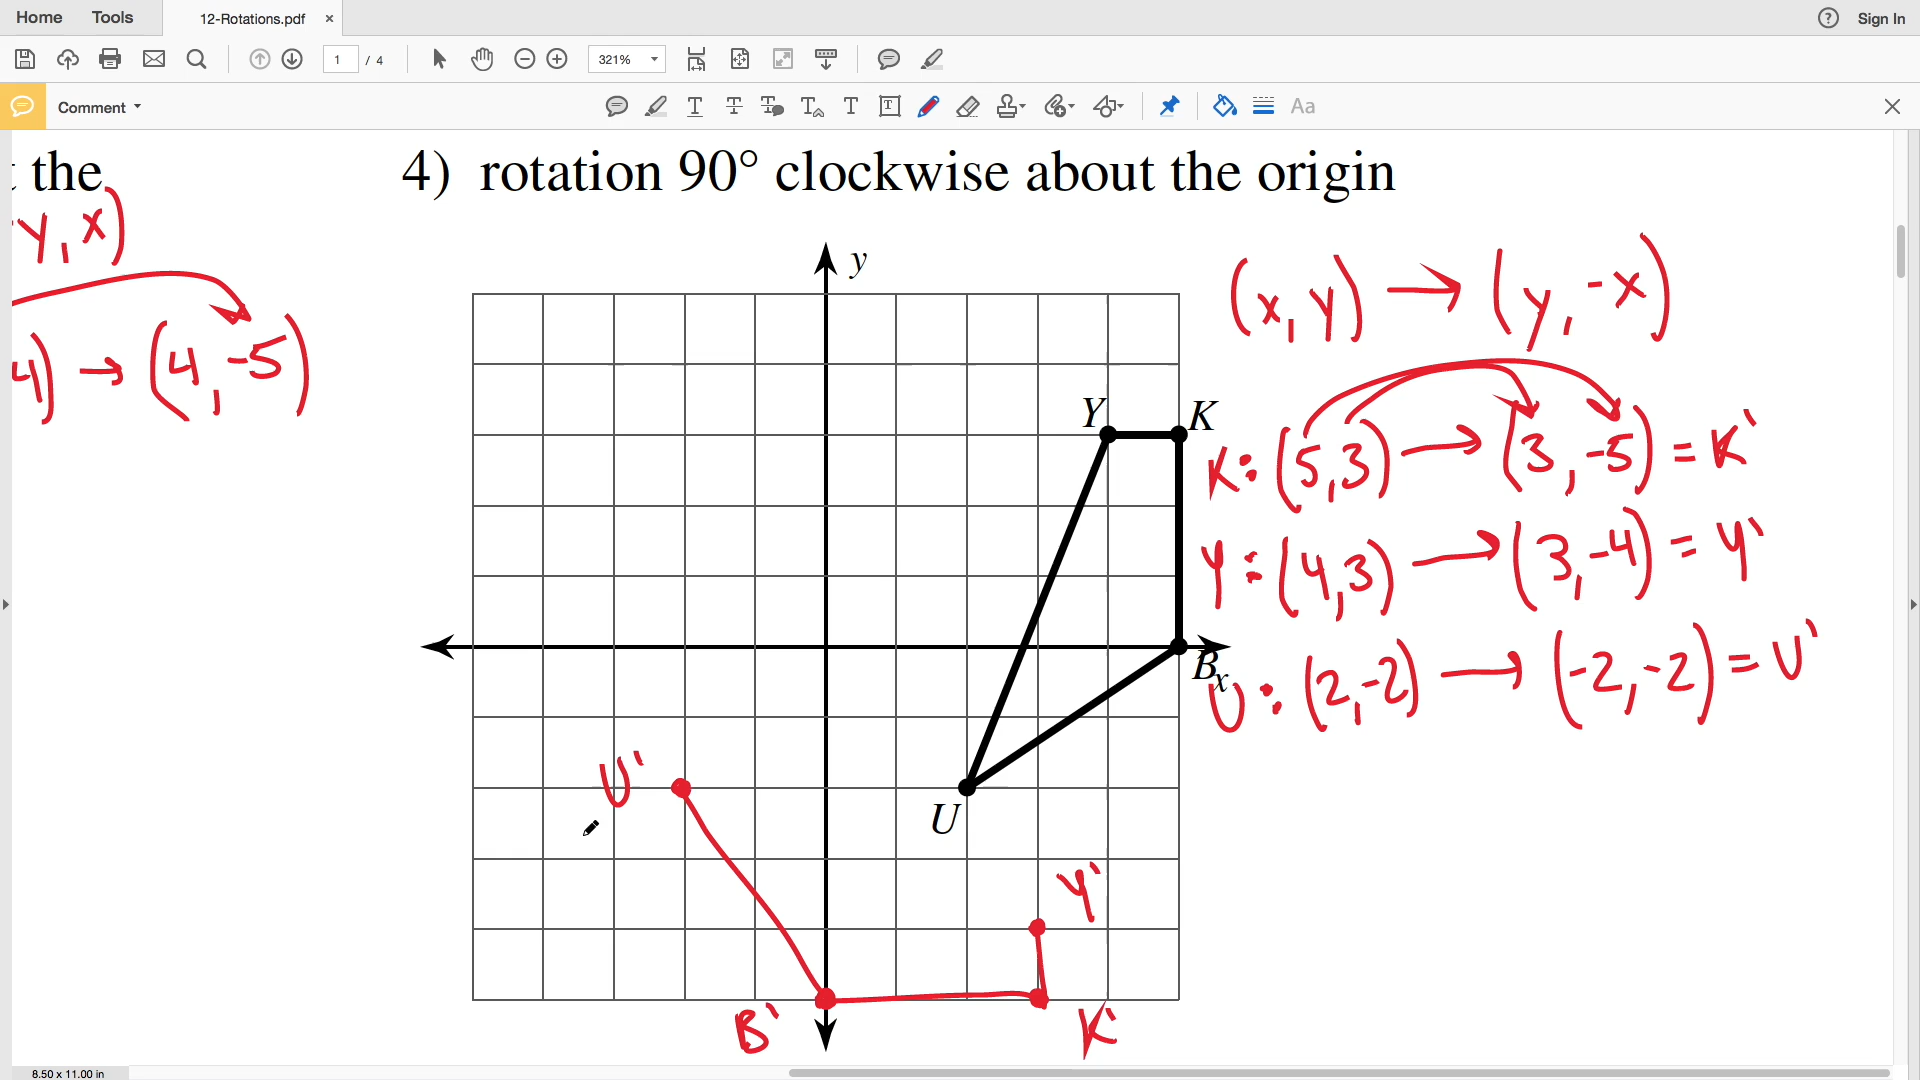 Home Tools 12-Rotations.pdf × ? Sign In
1 / 4 321%
Comment T T T T T T Aa
t the 4) rotation 90° clockwise about the origin
-y, x)
y
(x, y) → (y, -x)
4) → (4, -5)
Y K
K: (5,3) → (3, -5) = K'
Y: (4,3) → (3, -4) = Y'
B x
U: (2,-2) → (-2, -2) = U'
U'
U
Y'
B' K'
8.50 x 11.00 in